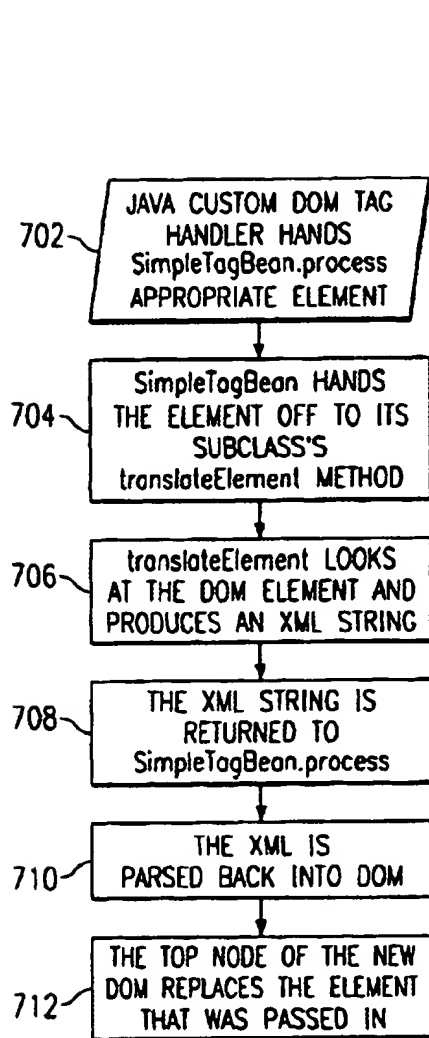 JAVA CUSTOM DOM TAG
HANDLER HANDS
SimpleTagBean.process
APPROPRIATE ELEMENT
702
SimpleTagBean HANDS
THE ELEMENT OFF TO ITS
SUBCLASS'S
translateElement METHOD
704
translateElement LOOKS
AT THE DOM ELEMENT AND
PRODUCES AN XML STRING
706
THE XML STRING IS
RETURNED TO
SimpleTagBean.process
708
THE XML IS
PARSED BACK INTO DOM
710
THE TOP NODE OF THE NEW
DOM REPLACES THE ELEMENT
THAT WAS PASSED IN
712